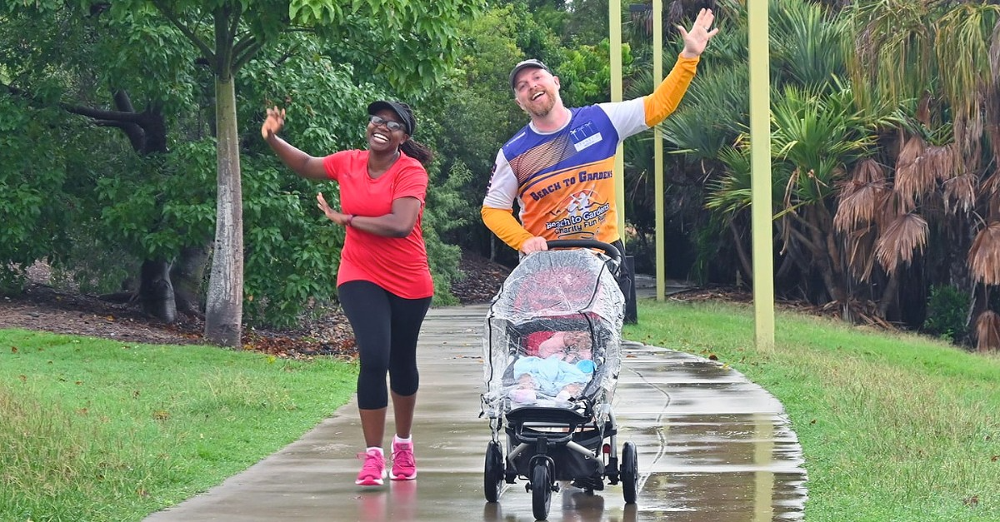 BEACH TO GARDENS
Beach to Gardens
Charity Fun Run